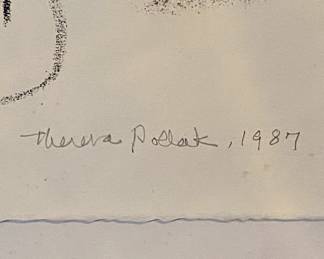 Theresa Pollak, 1987